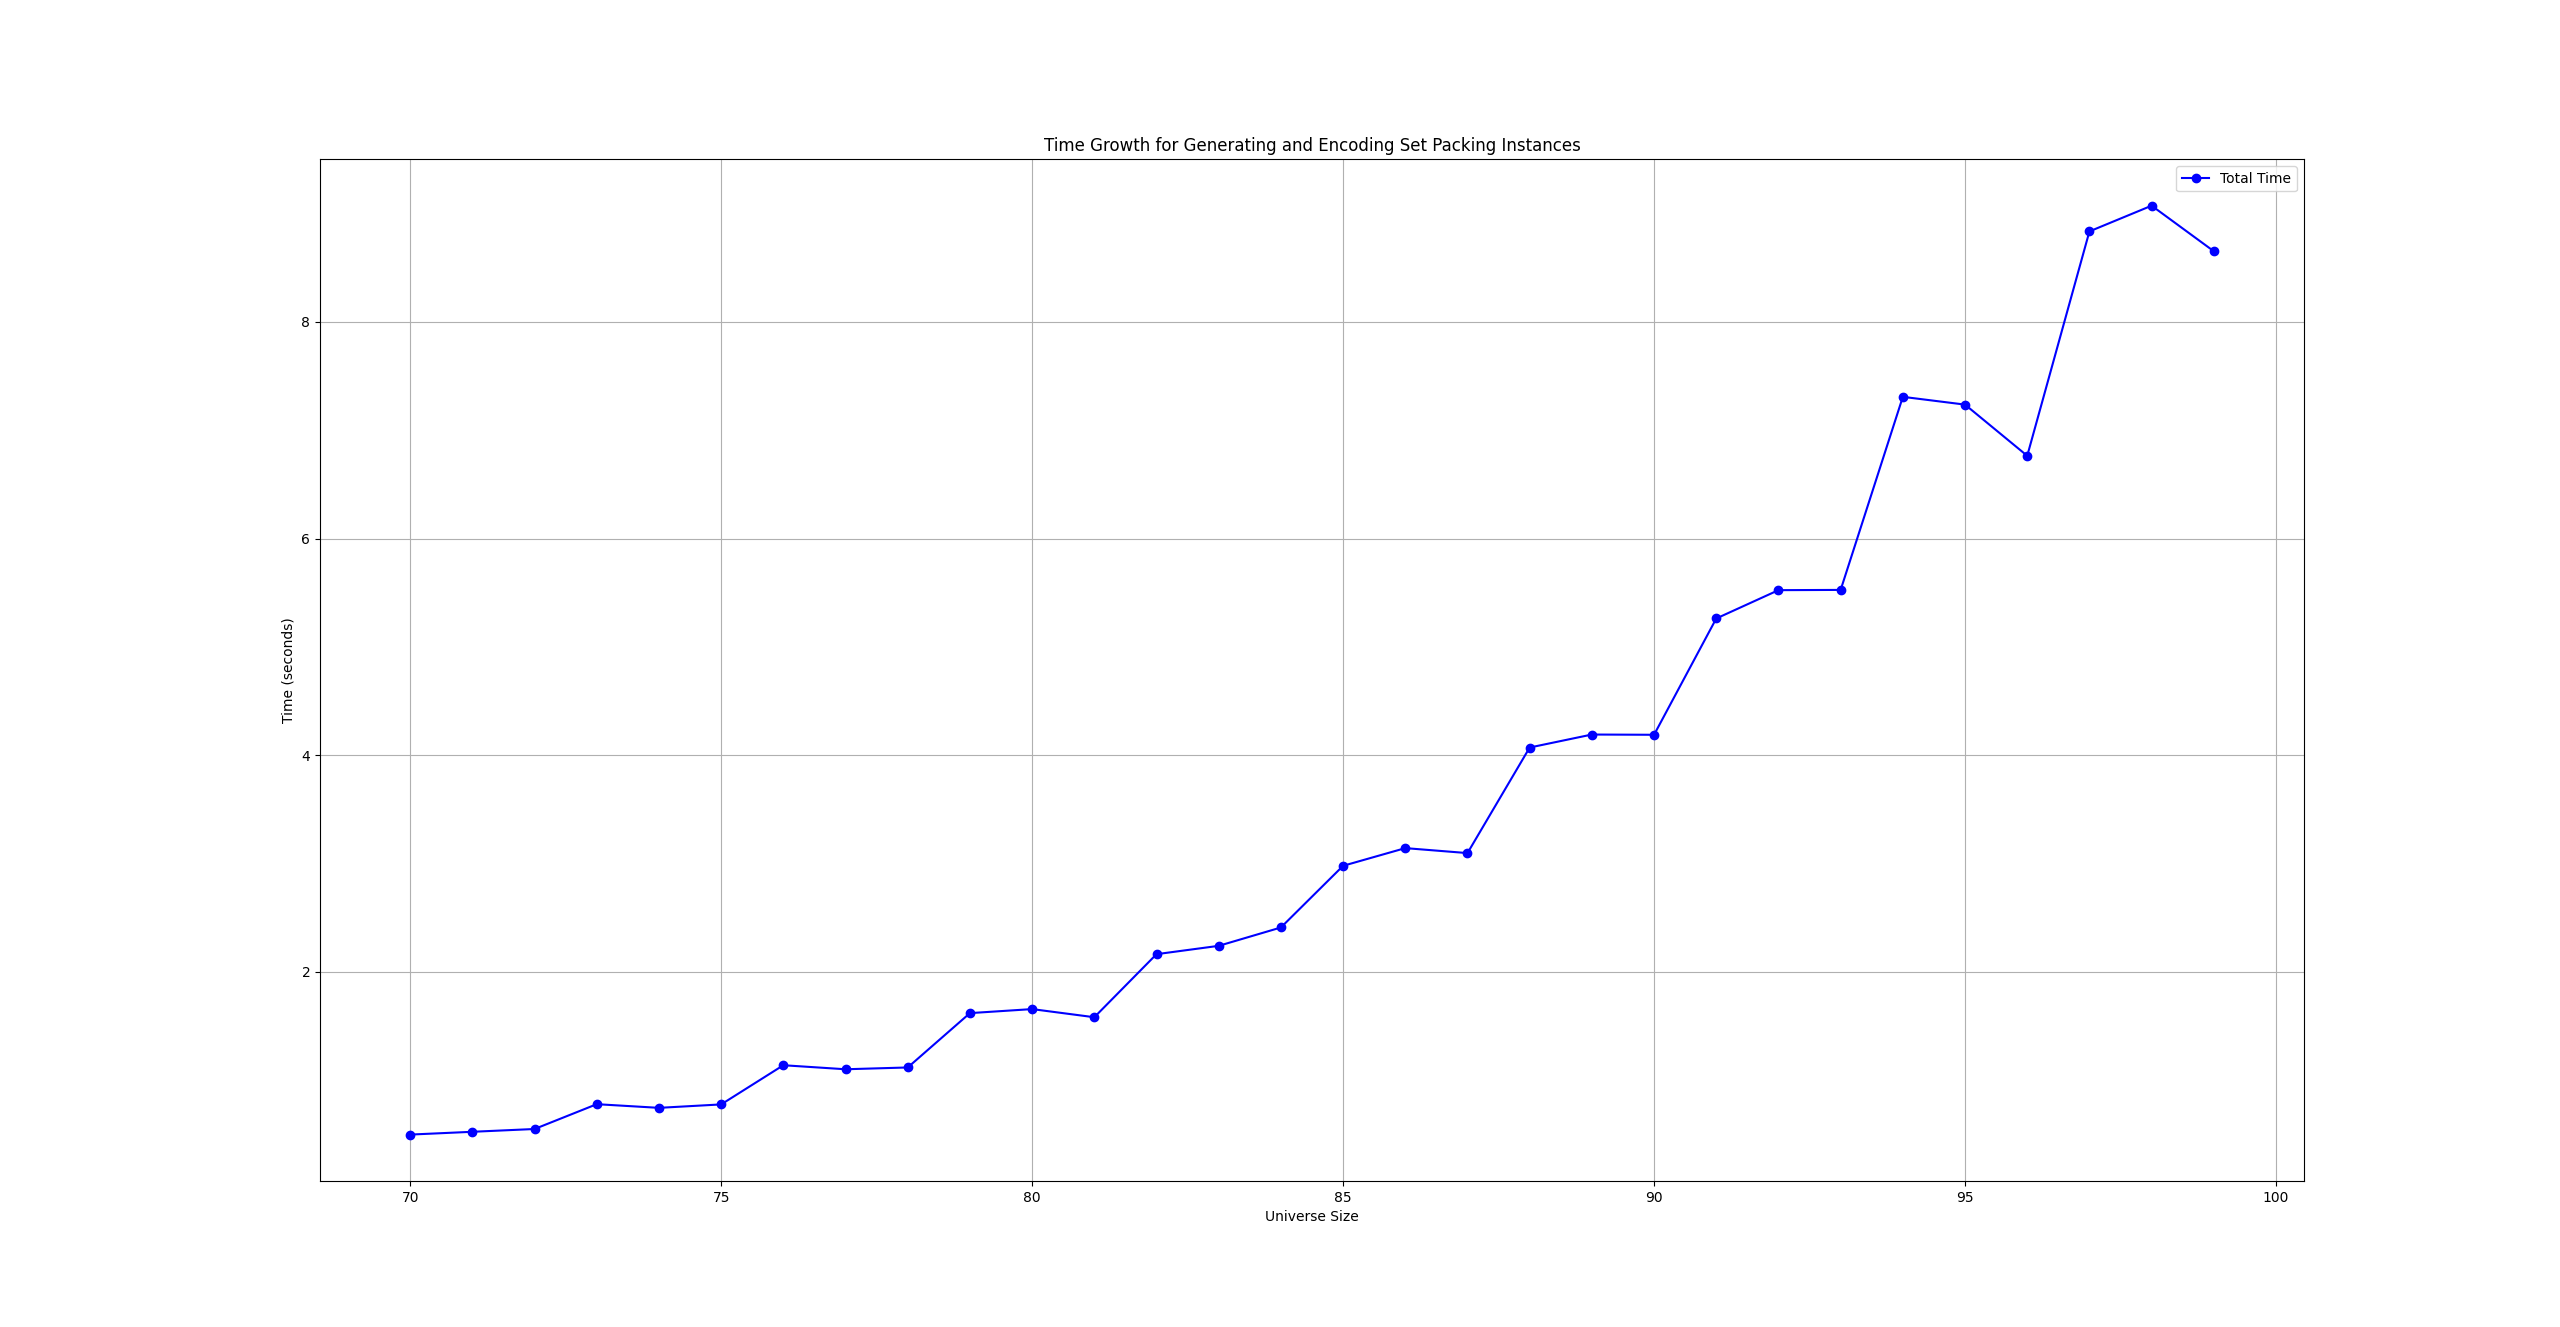 Time Growth for Generating and Encoding Set Packing Instances
Total Time
8
6
4
2
Time (seconds)
70 75 80 85 90 95 100
Universe Size